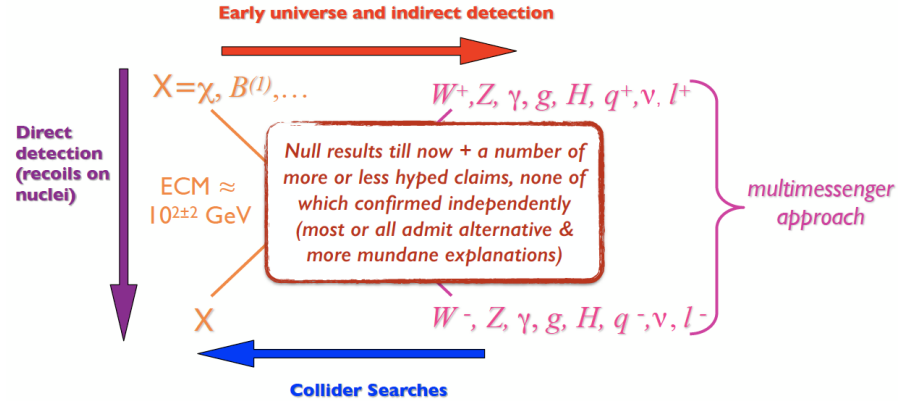 Early universe and indirect detection
X=χ, B(1),…
W+,Z, γ, g, H, q+,ν, l+
Direct
detection
(recoils on
nuclei)
ECM ≈
10²±² GeV
Null results till now + a number of
more or less hyped claims, none of
which confirmed independently
(most or all admit alternative &
more mundane explanations)
multimessenger
approach
X
W -, Z, γ, g, H, q -,ν, l -
Collider Searches